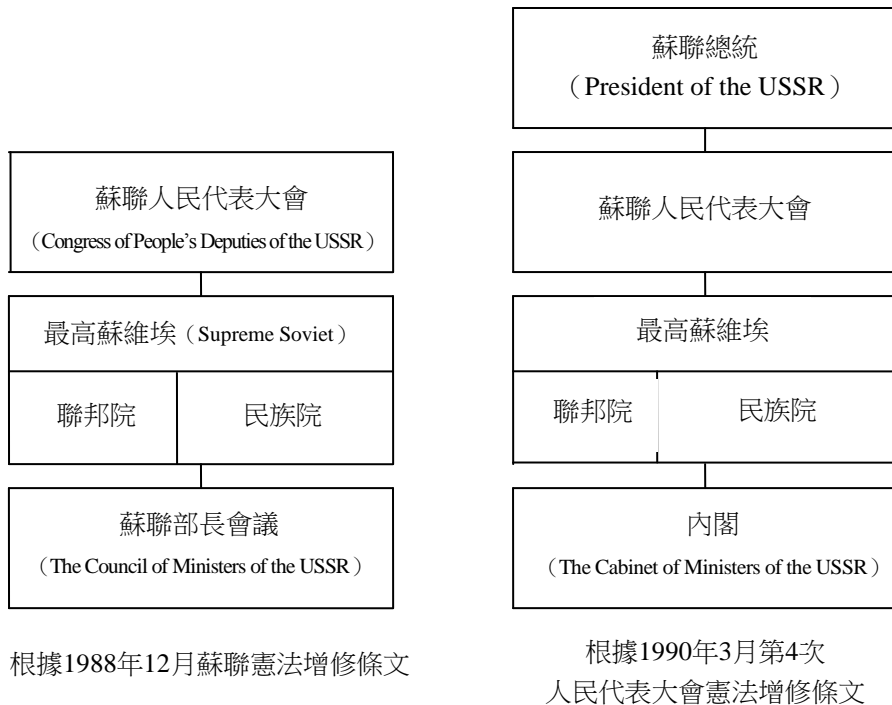 蘇聯人民代表大會
（Congress of People’s Deputies of the USSR）
最高蘇維埃（Supreme Soviet）
聯邦院
民族院
蘇聯部長會議
（The Council of Ministers of the USSR）
根據1988年12月蘇聯憲法增修條文
蘇聯總統
（President of the USSR）
蘇聯人民代表大會
最高蘇維埃
聯邦院
民族院
內閣
（The Cabinet of Ministers of the USSR）
根據1990年3月第4次
人民代表大會憲法增修條文